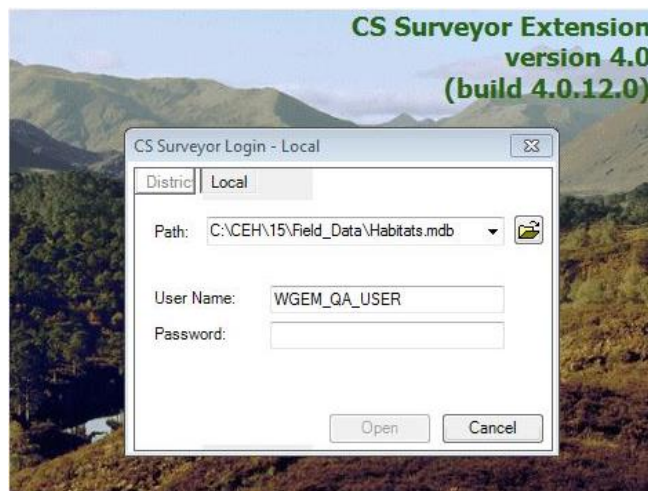 CS Surveyor Extension
version 4.0
(build 4.0.12.0)
CS Surveyor Login - Local
Distric Local
Path: C:\CEH\15\Field_Data\Habitats.mdb
User Name: WGEM_QA_USER
Password:
Open Cancel